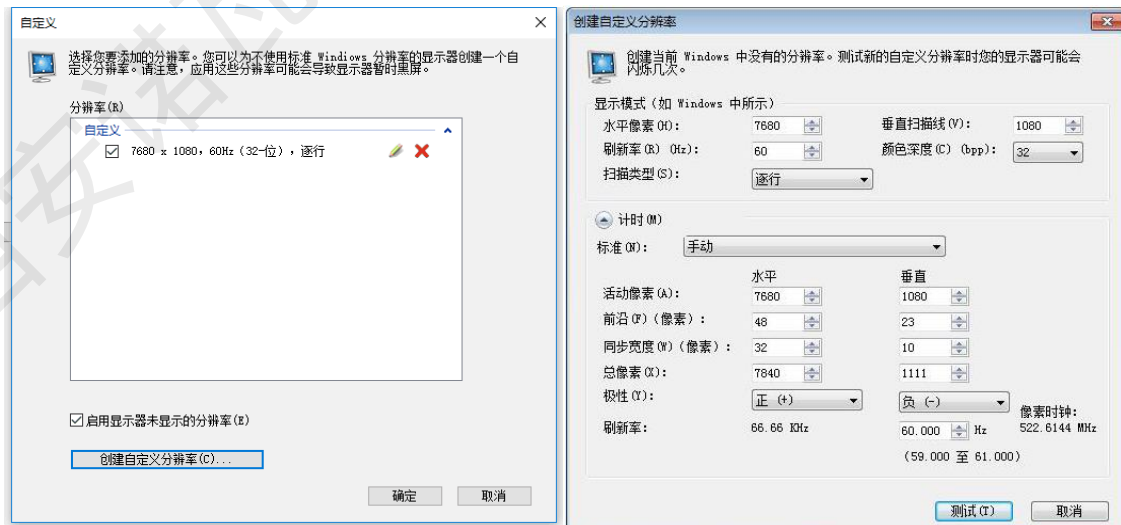 自定义
选择您要添加的分辨率。您可以为不使用标准 Windiows 分辨率的显示器创建一个自
定义分辨率。请注意，应用这些分辨率可能会导致显示器暂时黑屏。
分辨率(R)
自定义
7680 x 1080，60Hz（32-位），逐行
启用显示器未显示的分辨率(E)
创建自定义分辨率(C)...
确定 取消
创建自定义分辨率
创建当前 Windows 中没有的分辨率。测试新的自定义分辨率时您的显示器可能会
闪烁几次。
显示模式（如 Windows 中所示）
水平像素(H): 7680 垂直扫描线(V): 1080
刷新率(R) (Hz): 60 颜色深度(C) (bpp): 32
扫描类型(S): 逐行
计时(M)
标准(N): 手动
水平 垂直
活动像素(A): 7680 1080
前沿(F)(像素): 48 23
同步宽度(W)(像素): 32 10
总像素(X): 7840 1111
极性(Y): 正 (+) 负 (-)
像素时钟:
刷新率: 66.66 KHz 60.000 Hz 522.6144 MHz
(59.000 至 61.000)
测试(T) 取消